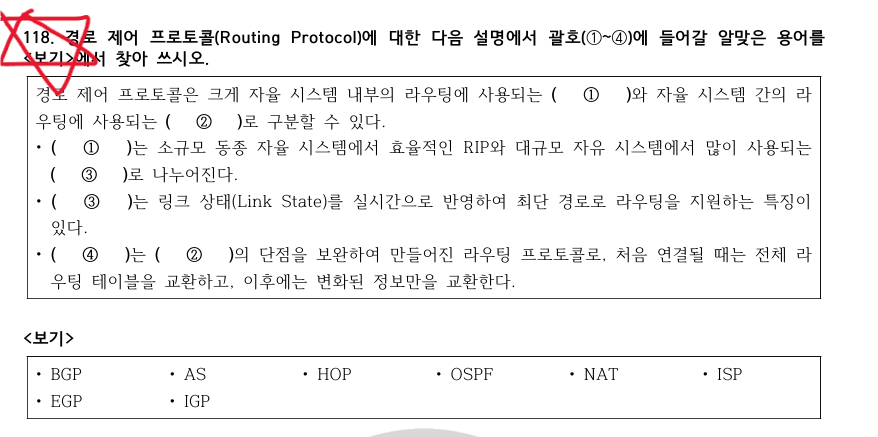 118. 경로 제어 프로토콜(Routing Protocol)에 대한 다음 설명에서 괄호(①~④)에 들어갈 알맞은 용어를
<보기>에서 찾아 쓰시오.
경로 제어 프로토콜은 크게 자율 시스템 내부의 라우팅에 사용되는 ( ① )와 자율 시스템 간의 라
우팅에 사용되는 ( ② )로 구분할 수 있다.
• ( ① )는 소규모 동종 자율 시스템에서 효율적인 RIP와 대규모 자유 시스템에서 많이 사용되는
( ③ )로 나누어진다.
• ( ③ )는 링크 상태(Link State)를 실시간으로 반영하여 최단 경로로 라우팅을 지원하는 특징이
있다.
• ( ④ )는 ( ② )의 단점을 보완하여 만들어진 라우팅 프로토콜로, 처음 연결될 때는 전체 라
우팅 테이블을 교환하고, 이후에는 변화된 정보만을 교환한다.
<보기>
• BGP • AS • HOP • OSPF • NAT • ISP
• EGP • IGP